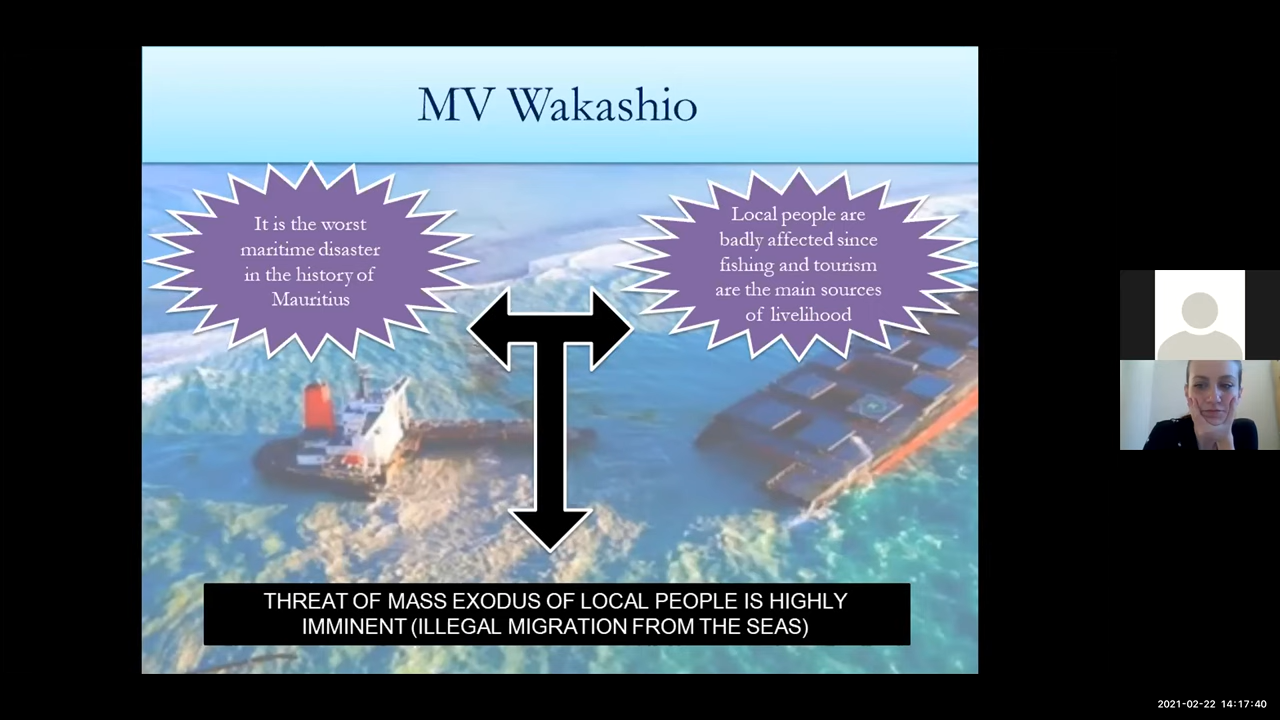 MV Wakashio
It is the worst
maritime disaster
in the history of
Mauritius
Local people are
badly affected since
fishing and tourism
are the main sources
of livelihood
THREAT OF MASS EXODUS OF LOCAL PEOPLE IS HIGHLY
IMMINENT (ILLEGAL MIGRATION FROM THE SEAS)
2021-02-22 14:17:40